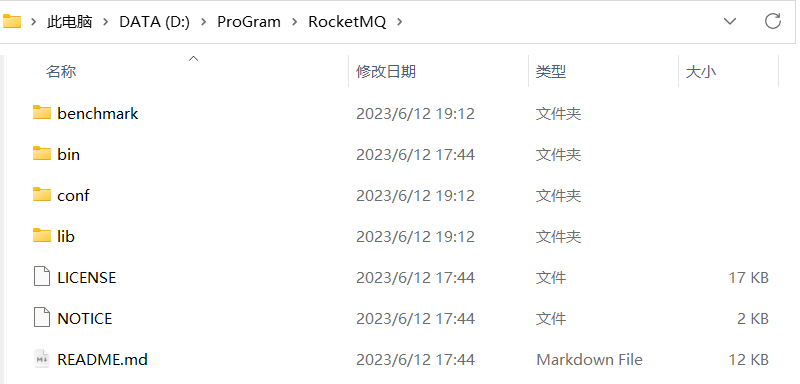 此电脑 > DATA (D:) > ProGram > RocketMQ >
名称 修改日期 类型 大小
benchmark 2023/6/12 19:12 文件夹
bin 2023/6/12 17:44 文件夹
conf 2023/6/12 19:12 文件夹
lib 2023/6/12 19:12 文件夹
LICENSE 2023/6/12 17:44 文件 17 KB
NOTICE 2023/6/12 17:44 文件 2 KB
README.md 2023/6/12 17:44 Markdown File 12 KB